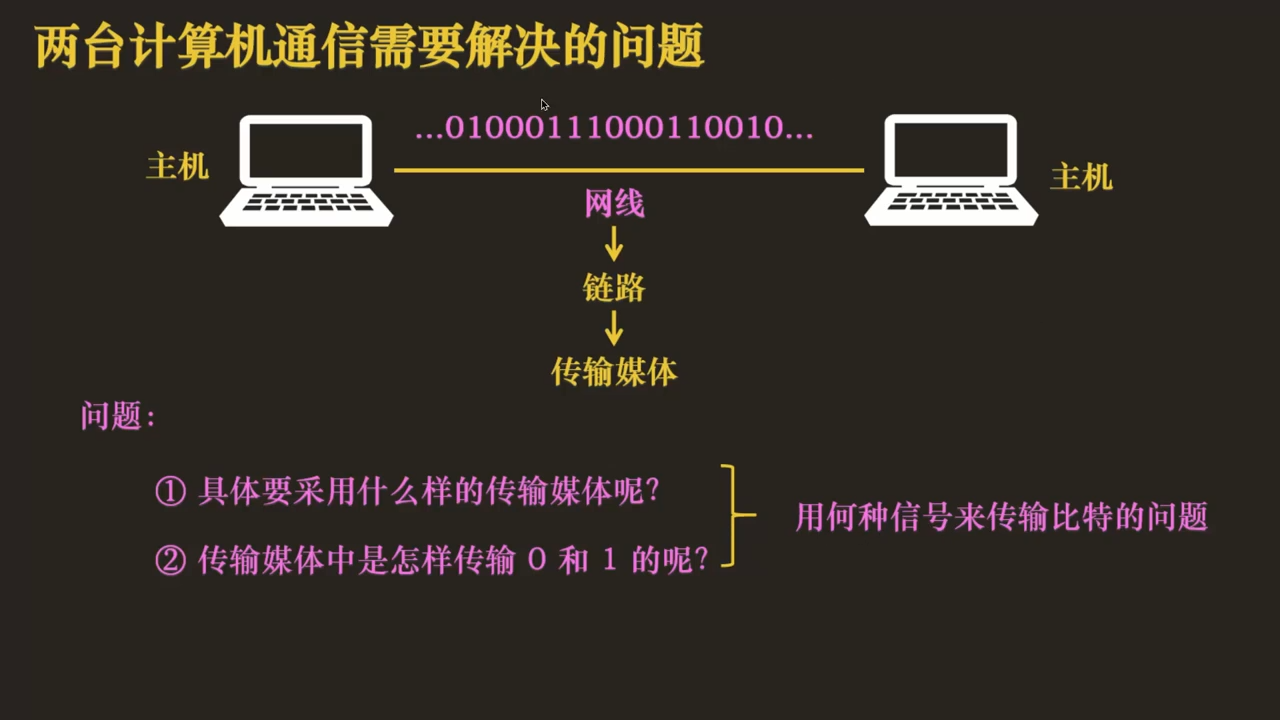 两台计算机通信需要解决的问题
...01000111000110010...
主机
主机
网线
链路
传输媒体
问题：
① 具体要采用什么样的传输媒体呢？
② 传输媒体中是怎样传输 0 和 1 的呢？
用何种信号来传输比特的问题